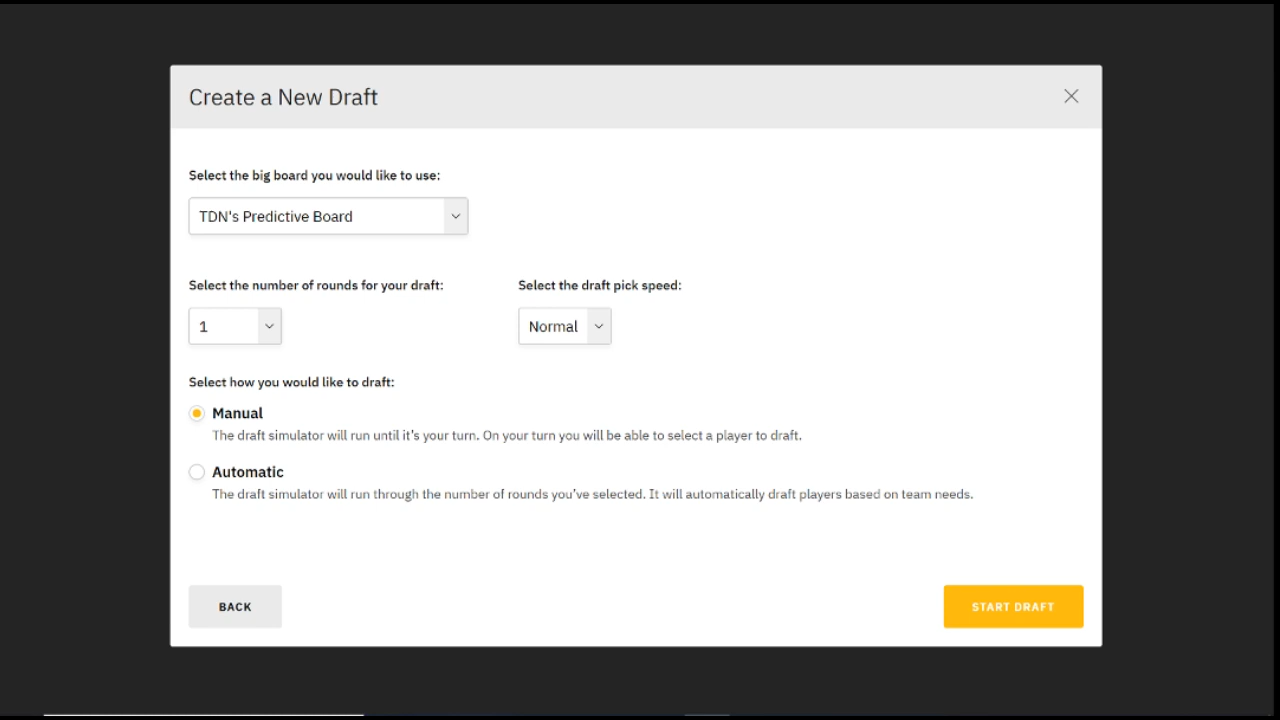 Create a New Draft
Select the big board you would like to use:
TDN's Predictive Board
Select the number of rounds for your draft:
Select the draft pick speed:
1
Normal
Select how you would like to draft:
Manual
The draft simulator will run until it's your turn. On your turn you will be able to select a player to draft.
Automatic
The draft simulator will run through the number of rounds you've selected. It will automatically draft players based on team needs.
BACK
START DRAFT